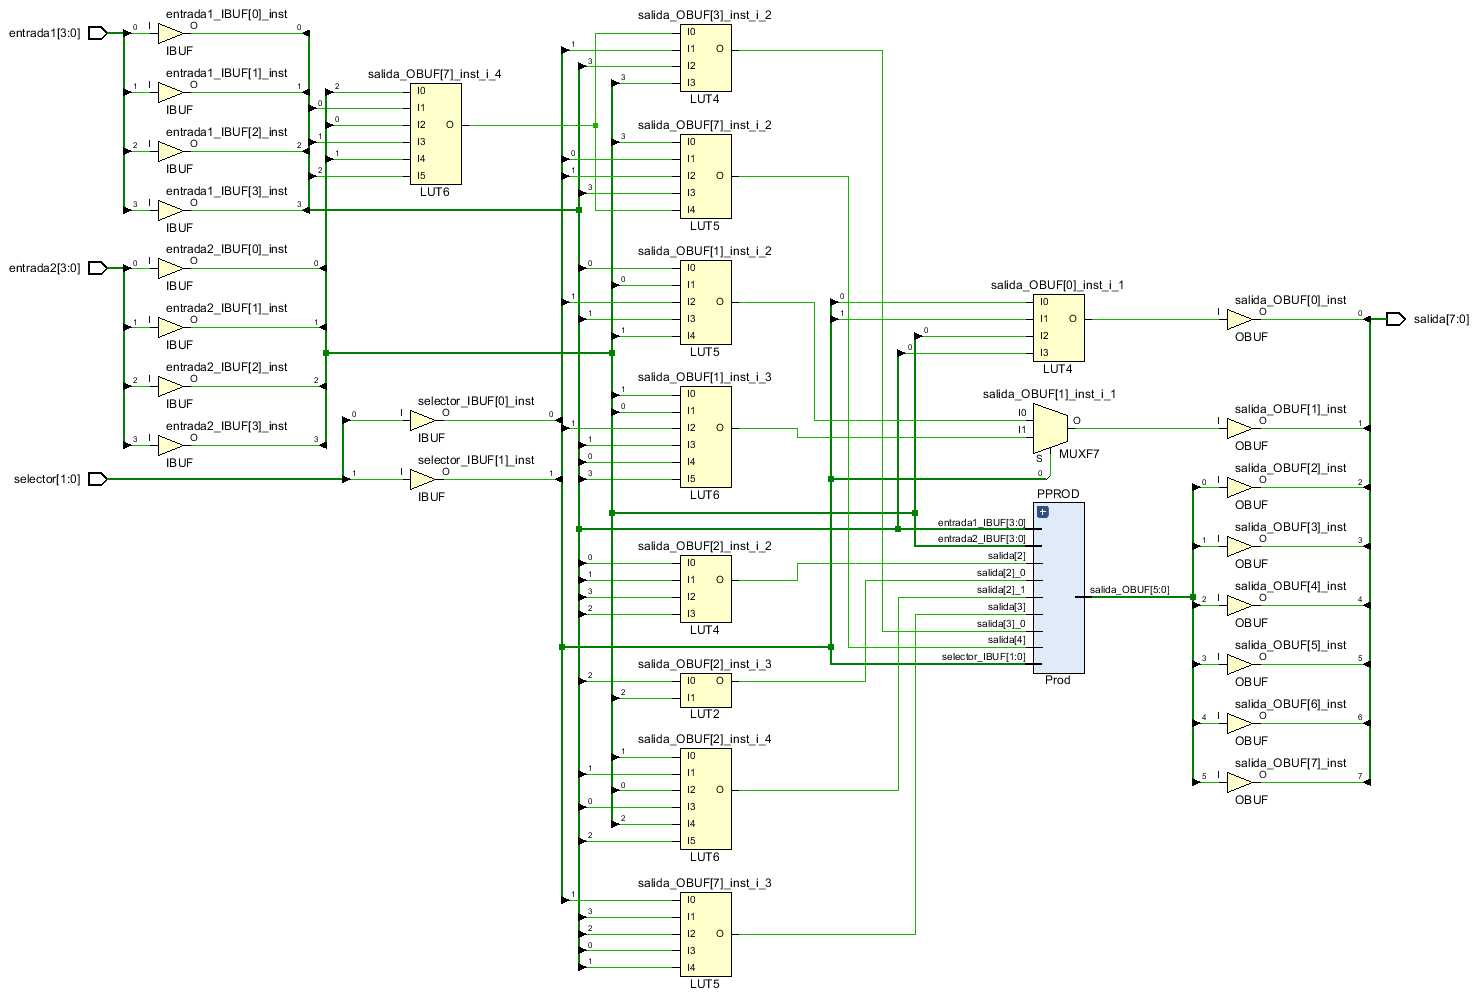 entrada1[3:0]
entrada1_IBUF[0]_inst
0 I O 0
IBUF
entrada1_IBUF[1]_inst
1 I O 1
IBUF
entrada1_IBUF[2]_inst
2 I O 2
IBUF
entrada1_IBUF[3]_inst
3 I O 3
IBUF
entrada2[3:0]
entrada2_IBUF[0]_inst
0 I O 0
IBUF
entrada2_IBUF[1]_inst
1 I O 1
IBUF
entrada2_IBUF[2]_inst
2 I O 2
IBUF
entrada2_IBUF[3]_inst
3 I O 3
IBUF
selector[1:0]
selector_IBUF[0]_inst
0 I O 0
IBUF
selector_IBUF[1]_inst
1 I O 1
IBUF
salida_OBUF[7]_inst_i_4
2 I0
0 I1
0 I2 O
1 I3
1 I4
2 I5
LUT6
salida_OBUF[3]_inst_i_2
I0
1 I1 O
3 I2
3 I3
LUT4
salida_OBUF[7]_inst_i_2
3 I0
0 I1
1 I2 O
3 I3
I4
LUT5
salida_OBUF[1]_inst_i_2
0 I0
0 I1
1 I2 O
1 I3
1 I4
LUT5
salida_OBUF[1]_inst_i_3
1 I0
0 I1
1 I2 O
1 I3
0 I4
3 I5
LUT6
salida_OBUF[2]_inst_i_2
0 I0
1 I1 O
3 I2
2 I3
LUT4
salida_OBUF[2]_inst_i_3
2 I0 O
2 I1
LUT2
salida_OBUF[2]_inst_i_4
1 I0
1 I1
0 I2 O
0 I3
2 I4
2 I5
LUT6
salida_OBUF[7]_inst_i_3
1 I0
3 I1
2 I2 O
0 I3
1 I4
LUT5
salida_OBUF[0]_inst_i_1
0 I0
1 I1 O
0 I2
0 I3
LUT4
salida_OBUF[1]_inst_i_1
I0 O
I1
S
0
MUXF7
PPROD
+
entrada1_IBUF[3:0]
entrada2_IBUF[3:0]
salida[2]
salida[2]_0
salida[2]_1
salida[3]
salida[3]_0
salida[4]
selector_IBUF[1:0]
salida_OBUF[5:0]
Prod
salida_OBUF[0]_inst
I O 0
OBUF
salida[7:0]
salida_OBUF[1]_inst
I O 1
OBUF
salida_OBUF[2]_inst
0 I O 2
OBUF
salida_OBUF[3]_inst
1 I O 3
OBUF
salida_OBUF[4]_inst
2 I O 4
OBUF
salida_OBUF[5]_inst
3 I O 5
OBUF
salida_OBUF[6]_inst
4 I O 6
OBUF
salida_OBUF[7]_inst
5 I O 7
OBUF